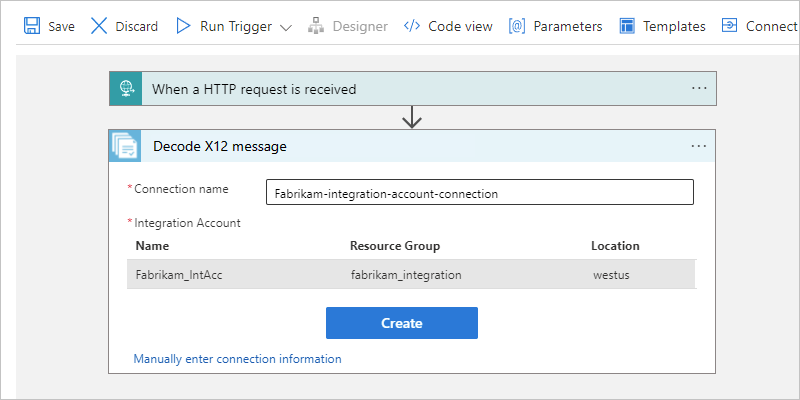 Save Discard Run Trigger Designer Code view Parameters Templates Connect
When a HTTP request is received
Decode X12 message
*Connection name Fabrikam-integration-account-connection
*Integration Account
Name Resource Group Location
Fabrikam_IntAcc fabrikam_integration westus
Create
Manually enter connection information